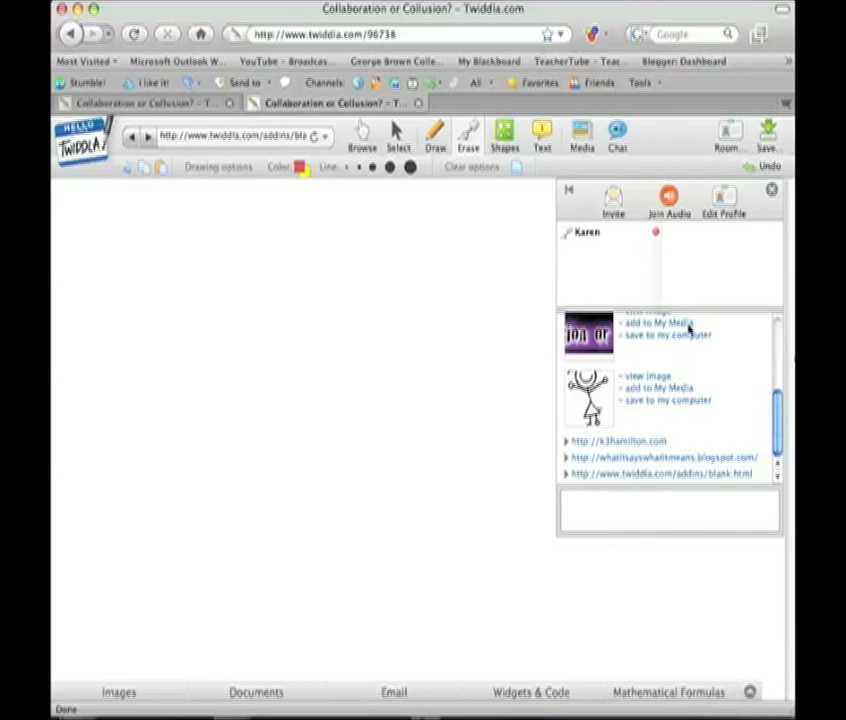 Collaboration or Collusion? – Twiddla.com
http://www.twiddla.com/96738
Google
Most Visited
Microsoft Outlook W...
YouTube – Broadcas...
George Brown Colle...
My Blackboard
TeacherTube – Teac...
Blogger: Dashboard
Stumble!
I like it!
Send to
Channels:
All
Favorites
Friends
Tools
Collaboration or Collusion? – T...
Collaboration or Collusion? – T...
HELLO
TWIDDLA!
http://www.twiddla.com/addins/bla
Browse
Select
Draw
Erase
Shapes
Text
Media
Chat
Room...
Save...
Drawing options
Color:
Line:
Clear options
Undo
Invite
Join Audio
Edit Profile
Karen
view image
add to My Media
save to my computer
ion or
view image
add to My Media
save to my computer
http://k3hamilton.com
http://whatitsayswhatitmeans.blogspot.com/
http://www.twiddla.com/addins/blank.html
Images
Documents
Email
Widgets & Code
Mathematical Formulas
Done